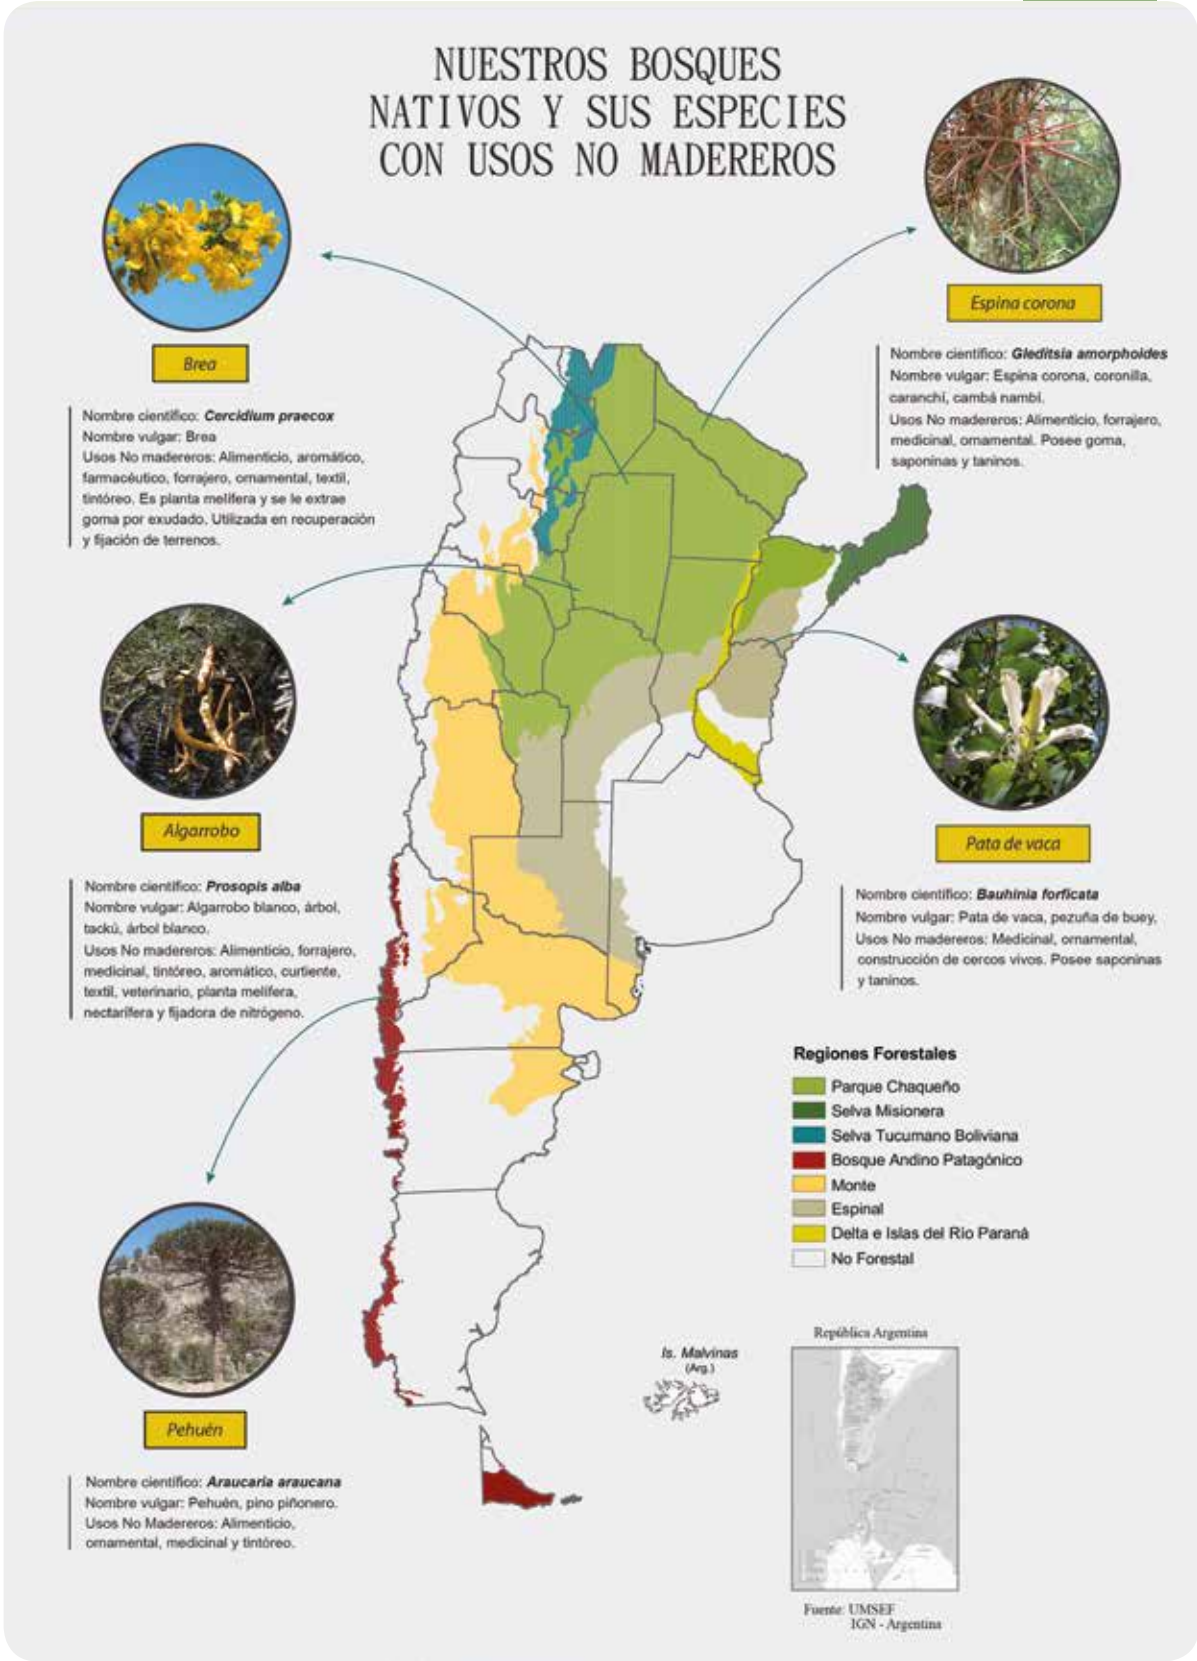 NUESTROS BOSQUES
NATIVOS Y SUS ESPECIES
CON USOS NO MADEREROS
Brea
Nombre científico: Cercidium praecox
Nombre vulgar: Brea
Usos No madereros: Alimenticio, aromático,
farmacéutico, forrajero, ornamental, textil,
tintóreo. Es planta melífera y se le extrae
goma por exudado. Utilizada en recuperación
y fijación de terrenos.
Espina corona
Nombre científico: Gleditsia amorphoides
Nombre vulgar: Espina corona, coronilla,
caranchí, cambá nambí.
Usos No madereros: Alimenticio, forrajero,
medicinal, ornamental. Posee goma,
saponinas y taninos.
Algarrobo
Nombre científico: Prosopis alba
Nombre vulgar: Algarrobo blanco, árbol,
tackú, árbol blanco.
Usos No madereros: Alimenticio, forrajero,
medicinal, tintóreo, aromático, curtiente,
textil, veterinario, planta melífera,
nectarífera y fijadora de nitrógeno.
Pata de vaca
Nombre científico: Bauhinia forficata
Nombre vulgar: Pata de vaca, pezuña de buey,
Usos No madereros: Medicinal, ornamental,
construcción de cercos vivos. Posee saponinas
y taninos.
Pehuén
Nombre científico: Araucaria araucana
Nombre vulgar: Pehuén, pino piñonero.
Usos No Madereros: Alimenticio,
ornamental, medicinal y tintóreo.
Regiones Forestales
Parque Chaqueño
Selva Misionera
Selva Tucumano Boliviana
Bosque Andino Patagónico
Monte
Espinal
Delta e Islas del Río Paraná
No Forestal
Is. Malvinas
(Arg.)
República Argentina
Fuente: UMSEF
IGN - Argentina